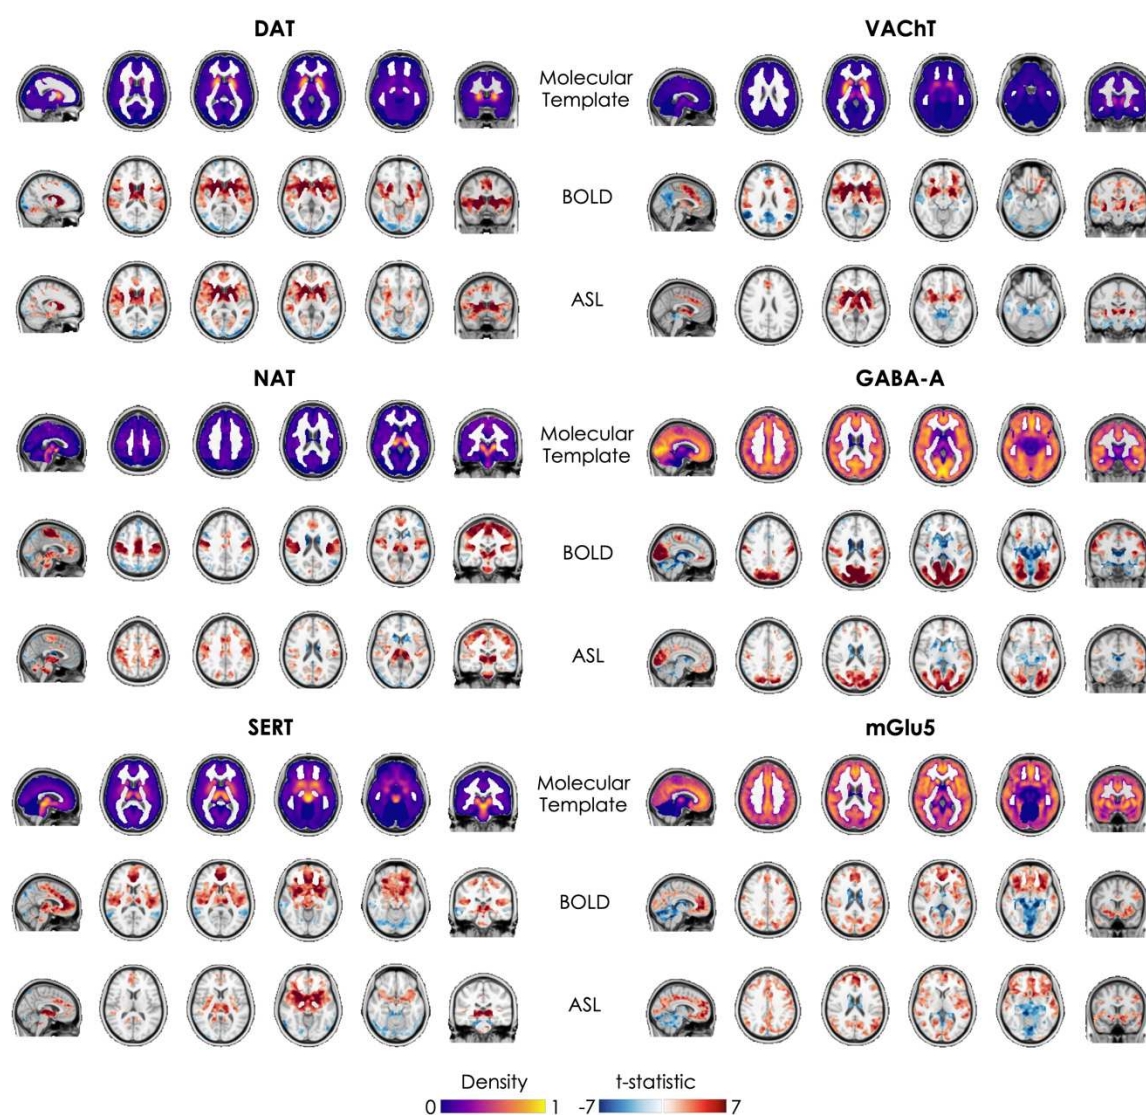 DAT
VAChT
Molecular
Template
BOLD
ASL
NAT
GABA-A
Molecular
Template
BOLD
ASL
SERT
mGlu5
Molecular
Template
BOLD
ASL
Density
t-statistic
0 1
-7 7